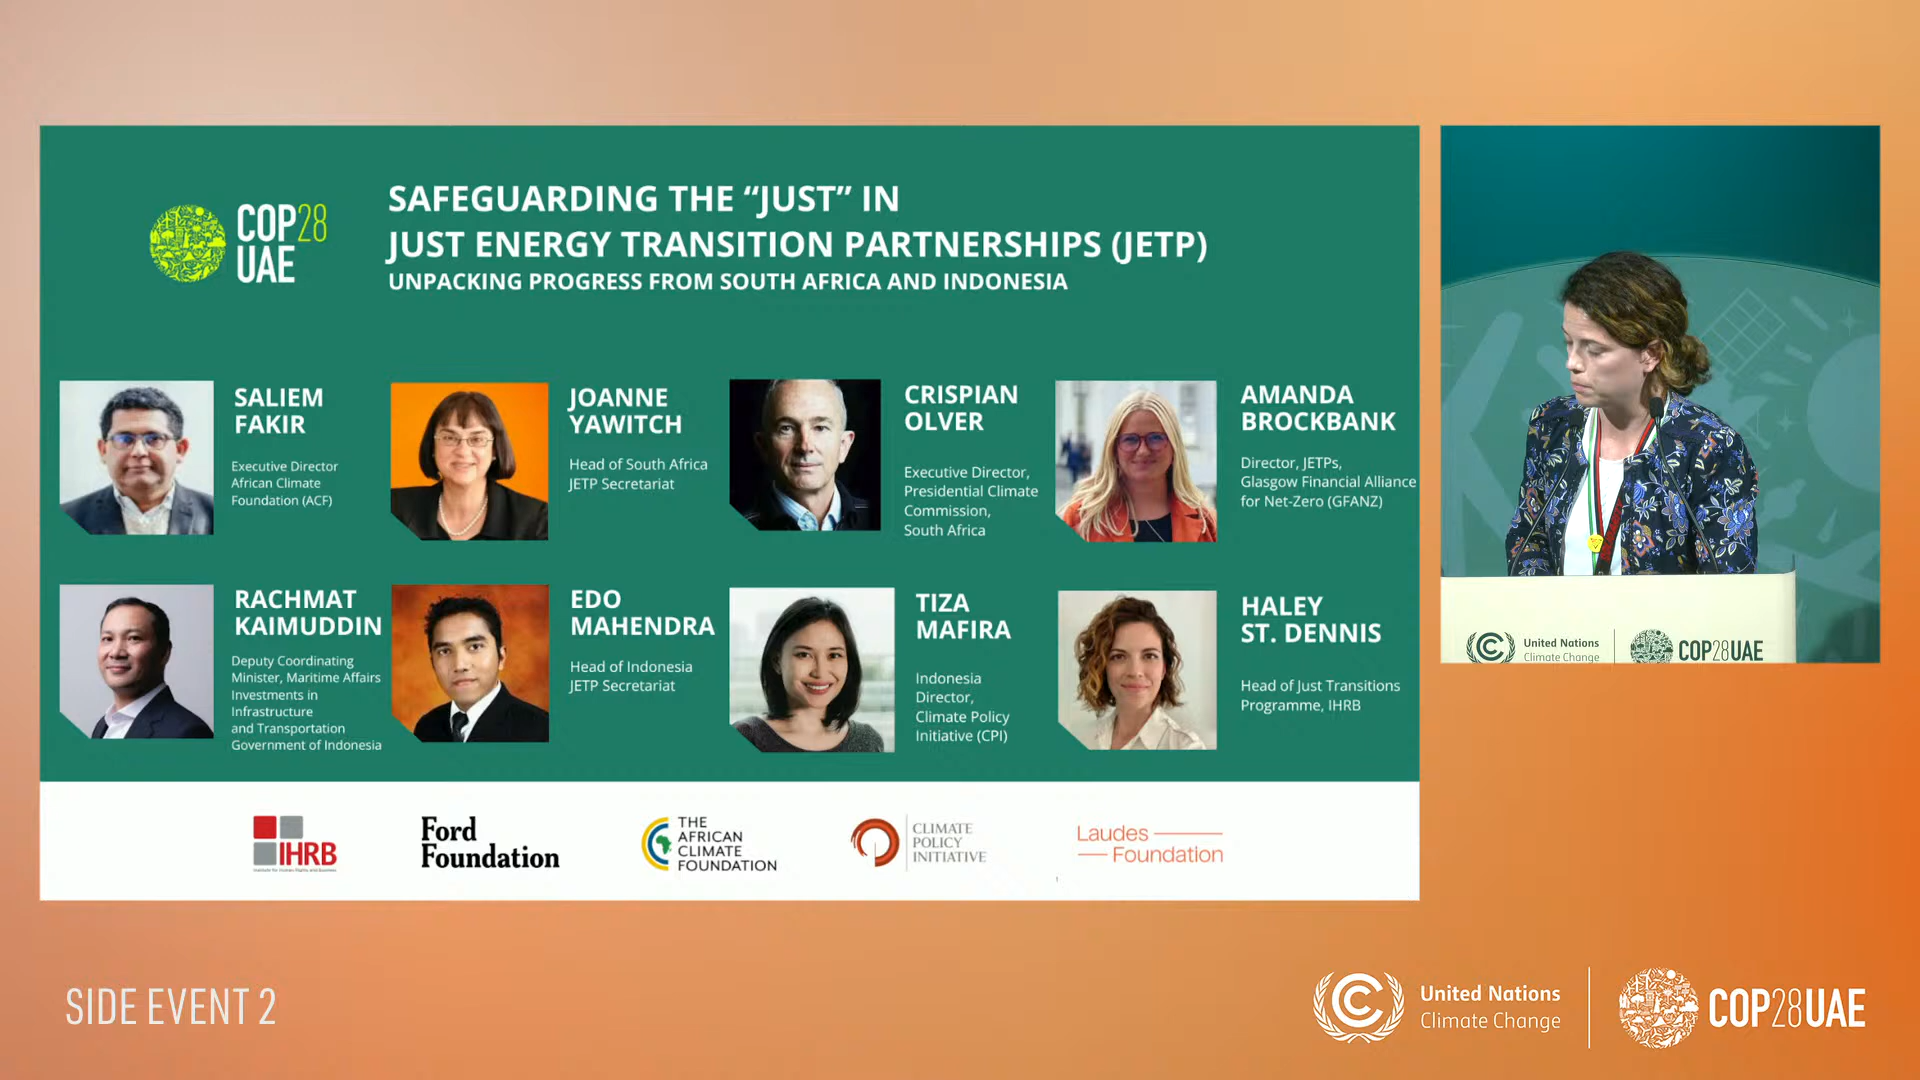 SAFEGUARDING THE “JUST” IN
JUST ENERGY TRANSITION PARTNERSHIPS (JETP)
UNPACKING PROGRESS FROM SOUTH AFRICA AND INDONESIA
COP28
UAE
SALIEM
FAKIR
Executive Director
African Climate
Foundation (ACF)
JOANNE
YAWITCH
Head of South Africa
JETP Secretariat
CRISPIAN
OLVER
Executive Director,
Presidential Climate
Commission,
South Africa
AMANDA
BROCKBANK
Director, JETPs,
Glasgow Financial Alliance
for Net-Zero (GFANZ)
RACHMAT
KAIMUDDIN
Deputy Coordinating
Minister, Maritime Affairs
Investments in
Infrastructure
and Transportation
Government of Indonesia
EDO
MAHENDRA
Head of Indonesia
JETP Secretariat
TIZA
MAFIRA
Indonesia
Director,
Climate Policy
Initiative (CPI)
HALEY
ST. DENNIS
Head of Just Transitions
Programme, IHRB
IHRB
Institute for Human Rights and Business
Ford
Foundation
THE
AFRICAN
CLIMATE
FOUNDATION
CLIMATE
POLICY
INITIATIVE
Laudes
Foundation
United Nations
Climate Change
COP28UAE
SIDE EVENT 2
United Nations
Climate Change
COP28UAE